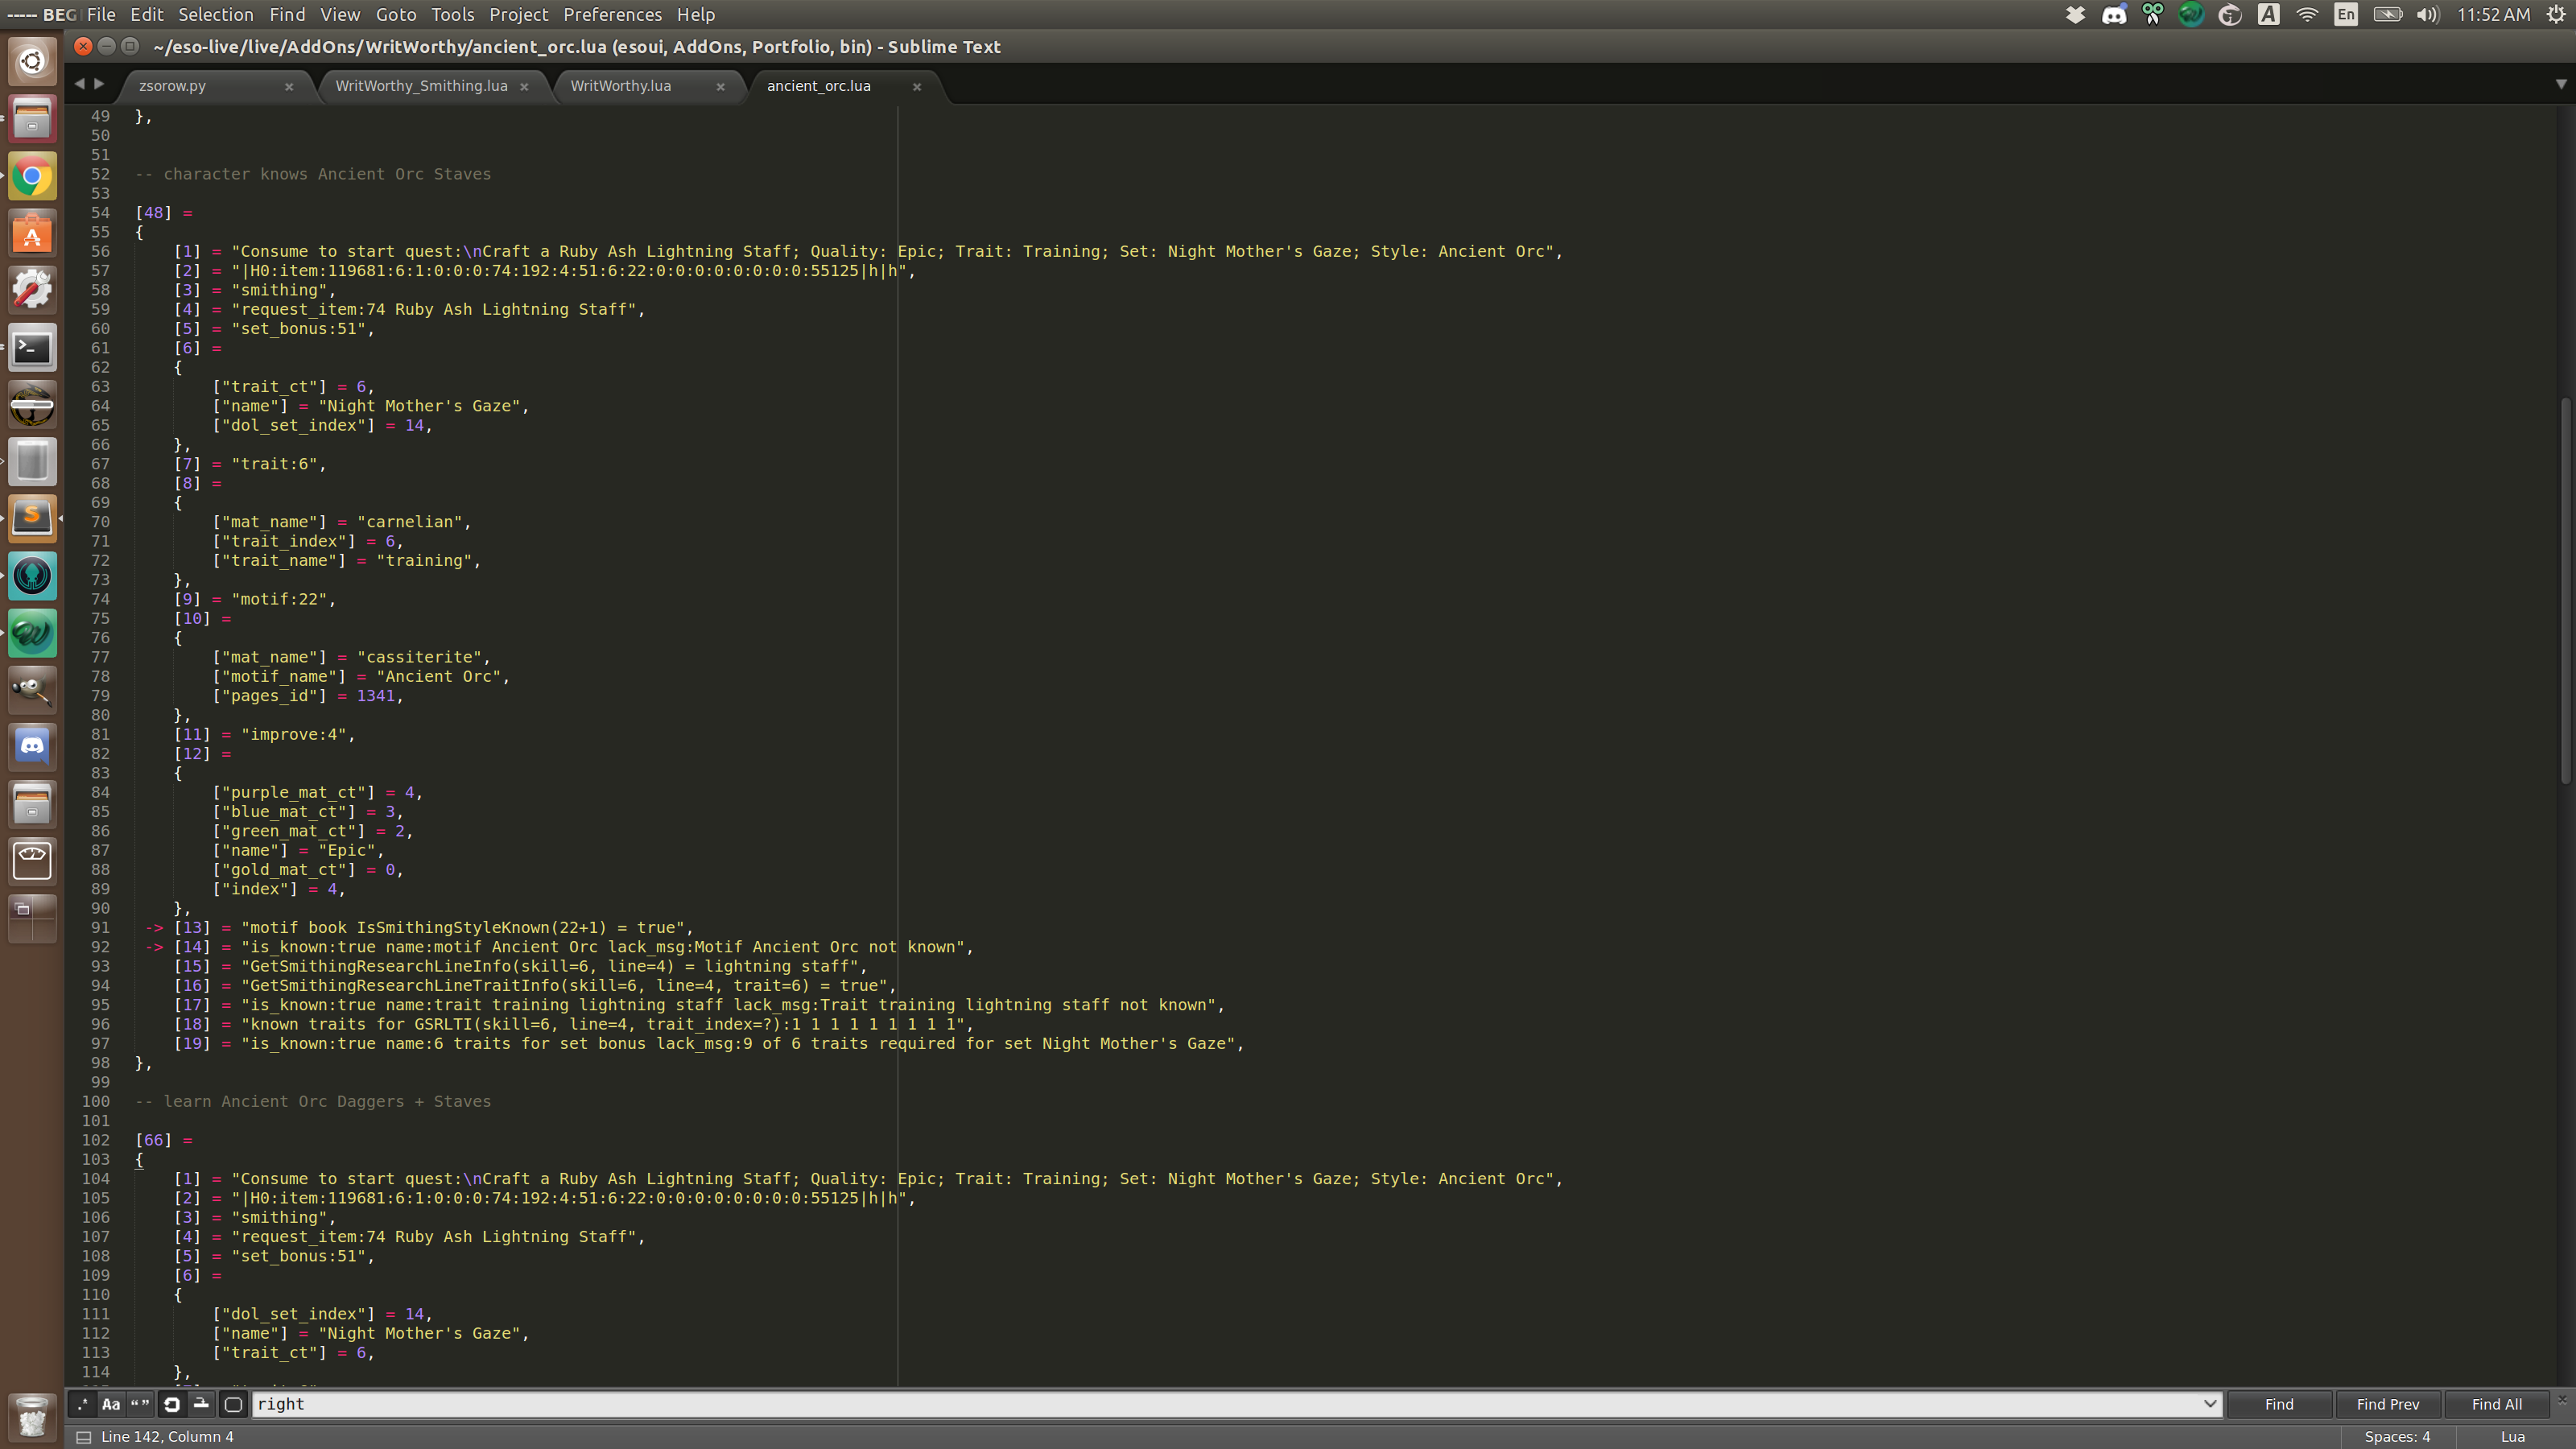 ----- BEG File Edit Selection Find View Goto Tools Project Preferences Help En 11:52 AM
~/eso-live/live/AddOns/WritWorthy/ancient_orc.lua (esoui, AddOns, Portfolio, bin) - Sublime Text
zsorow.py WritWorthy_Smithing.lua WritWorthy.lua ancient_orc.lua
49 },
50
51
52 -- character knows Ancient Orc Staves
53
54 [48] =
55 {
56 [1] = "Consume to start quest:\nCraft a Ruby Ash Lightning Staff; Quality: Epic; Trait: Training; Set: Night Mother's Gaze; Style: Ancient Orc",
57 [2] = "|H0:item:119681:6:1:0:0:0:74:192:4:51:6:22:0:0:0:0:0:0:0:0:55125|h|h",
58 [3] = "smithing",
59 [4] = "request_item:74 Ruby Ash Lightning Staff",
60 [5] = "set_bonus:51",
61 [6] =
62 {
63 ["trait_ct"] = 6,
64 ["name"] = "Night Mother's Gaze",
65 ["dol_set_index"] = 14,
66 },
67 [7] = "trait:6",
68 [8] =
69 {
70 ["mat_name"] = "carnelian",
71 ["trait_index"] = 6,
72 ["trait_name"] = "training",
73 },
74 [9] = "motif:22",
75 [10] =
76 {
77 ["mat_name"] = "cassiterite",
78 ["motif_name"] = "Ancient Orc",
79 ["pages_id"] = 1341,
80 },
81 [11] = "improve:4",
82 [12] =
83 {
84 ["purple_mat_ct"] = 4,
85 ["blue_mat_ct"] = 3,
86 ["green_mat_ct"] = 2,
87 ["name"] = "Epic",
88 ["gold_mat_ct"] = 0,
89 ["index"] = 4,
90 },
91 -> [13] = "motif book IsSmithingStyleKnown(22+1) = true",
92 -> [14] = "is_known:true name:motif Ancient Orc lack_msg:Motif Ancient Orc not known",
93 [15] = "GetSmithingResearchLineInfo(skill=6, line=4) = lightning staff",
94 [16] = "GetSmithingResearchLineTraitInfo(skill=6, line=4, trait=6) = true",
95 [17] = "is_known:true name:trait training lightning staff lack_msg:Trait training lightning staff not known",
96 [18] = "known traits for GSRLTI(skill=6, line=4, trait_index=?):1 1 1 1 1 1 1 1 1",
97 [19] = "is_known:true name:6 traits for set bonus lack_msg:9 of 6 traits required for set Night Mother's Gaze",
98 },
99
100 -- learn Ancient Orc Daggers + Staves
101
102 [66] =
103 {
104 [1] = "Consume to start quest:\nCraft a Ruby Ash Lightning Staff; Quality: Epic; Trait: Training; Set: Night Mother's Gaze; Style: Ancient Orc",
105 [2] = "|H0:item:119681:6:1:0:0:0:74:192:4:51:6:22:0:0:0:0:0:0:0:0:55125|h|h",
106 [3] = "smithing",
107 [4] = "request_item:74 Ruby Ash Lightning Staff",
108 [5] = "set_bonus:51",
109 [6] =
110 {
111 ["dol_set_index"] = 14,
112 ["name"] = "Night Mother's Gaze",
113 ["trait_ct"] = 6,
114 },
.* Aa “” right Find Find Prev Find All
Line 142, Column 4 Spaces: 4 Lua